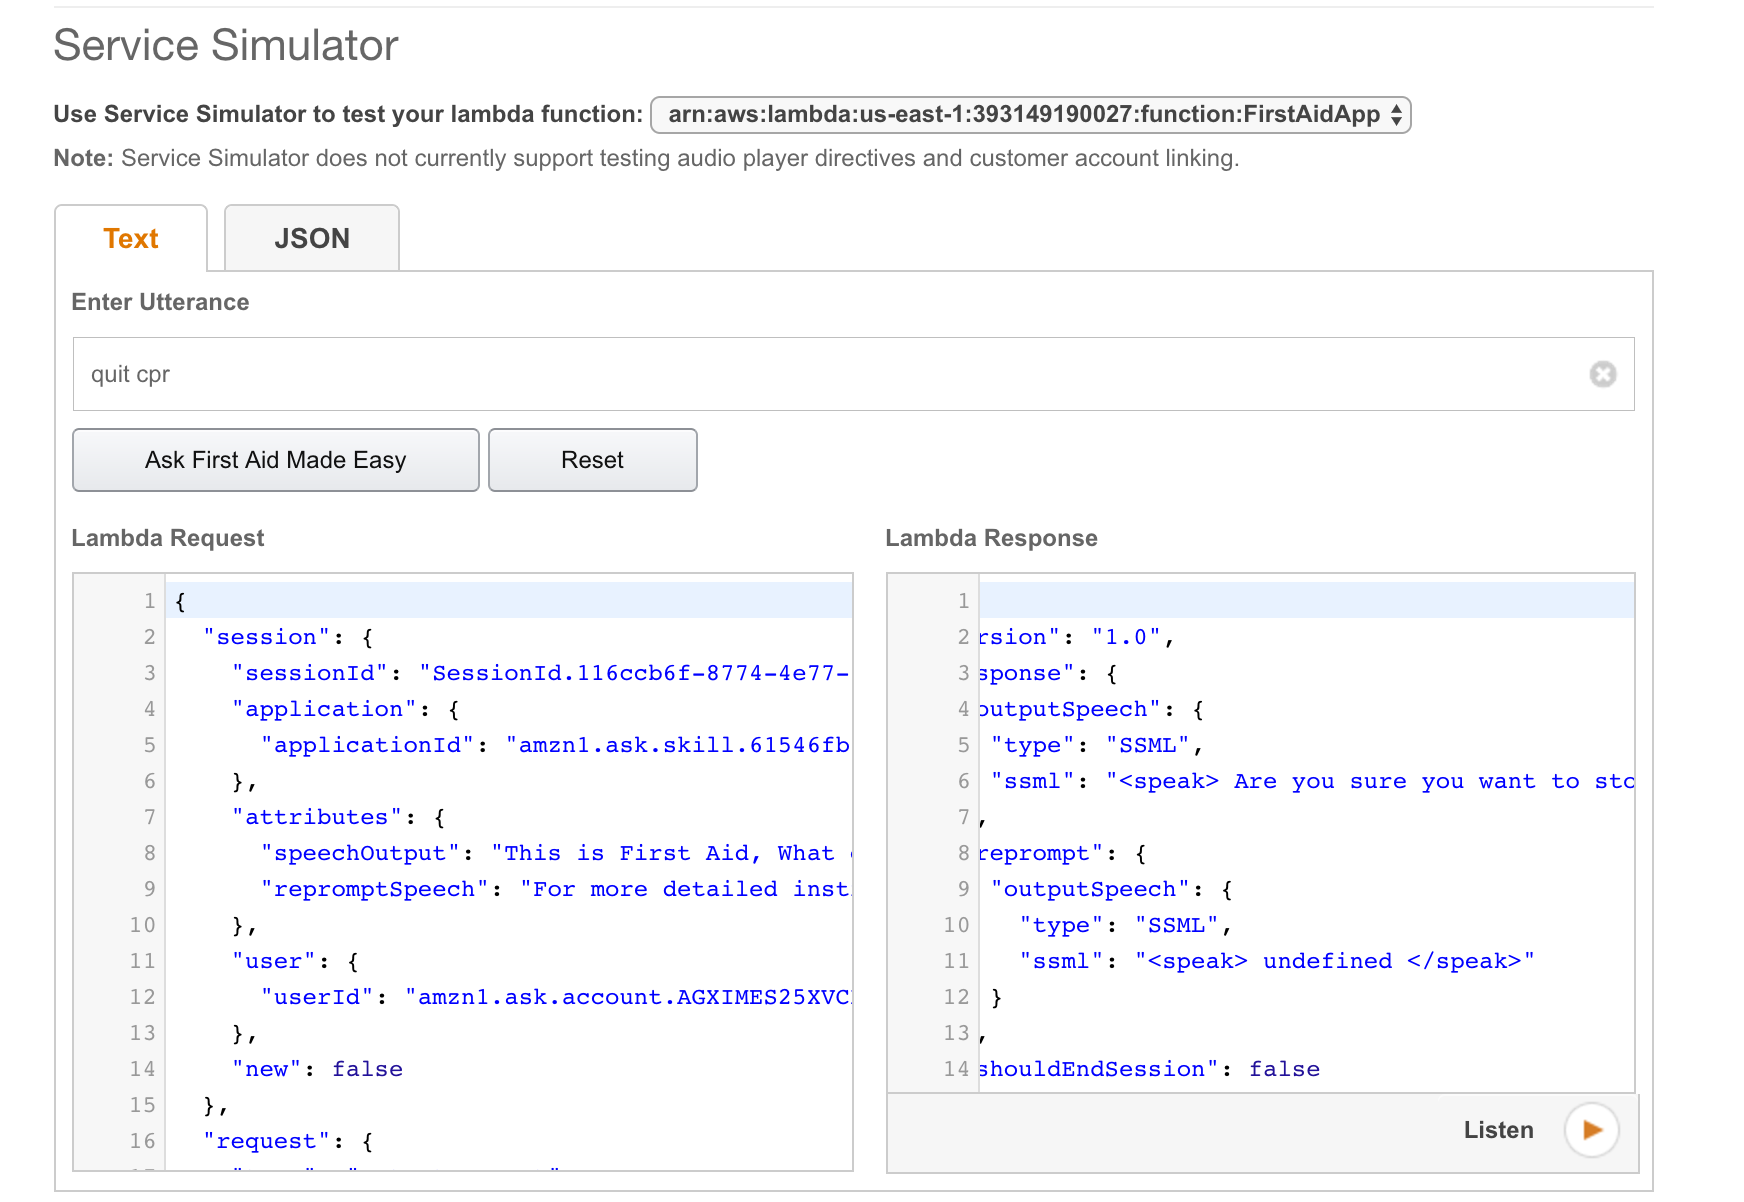 Service Simulator
Use Service Simulator to test your lambda function: arn:aws:lambda:us-east-1:393149190027:function:FirstAidApp
Note: Service Simulator does not currently support testing audio player directives and customer account linking.
Text JSON
Enter Utterance
quit cpr
Ask First Aid Made Easy Reset
Lambda Request
1 {
2 "session": {
3 "sessionId": "SessionId.116ccb6f-8774-4e77-
4 "application": {
5 "applicationId": "amzn1.ask.skill.61546fb
6 },
7 "attributes": {
8 "speechOutput": "This is First Aid, What
9 "repromptSpeech": "For more detailed inst
10 },
11 "user": {
12 "userId": "amzn1.ask.account.AGXIMES25XVC
13 },
14 "new": false
15 },
16 "request": {
Lambda Response
1
2 rsion": "1.0",
3 sponse": {
4 outputSpeech": {
5 "type": "SSML",
6 "ssml": "<speak> Are you sure you want to sto
7 ,
8 reprompt": {
9 "outputSpeech": {
10 "type": "SSML",
11 "ssml": "<speak> undefined </speak>"
12 }
13 ,
14 shouldEndSession": false
Listen